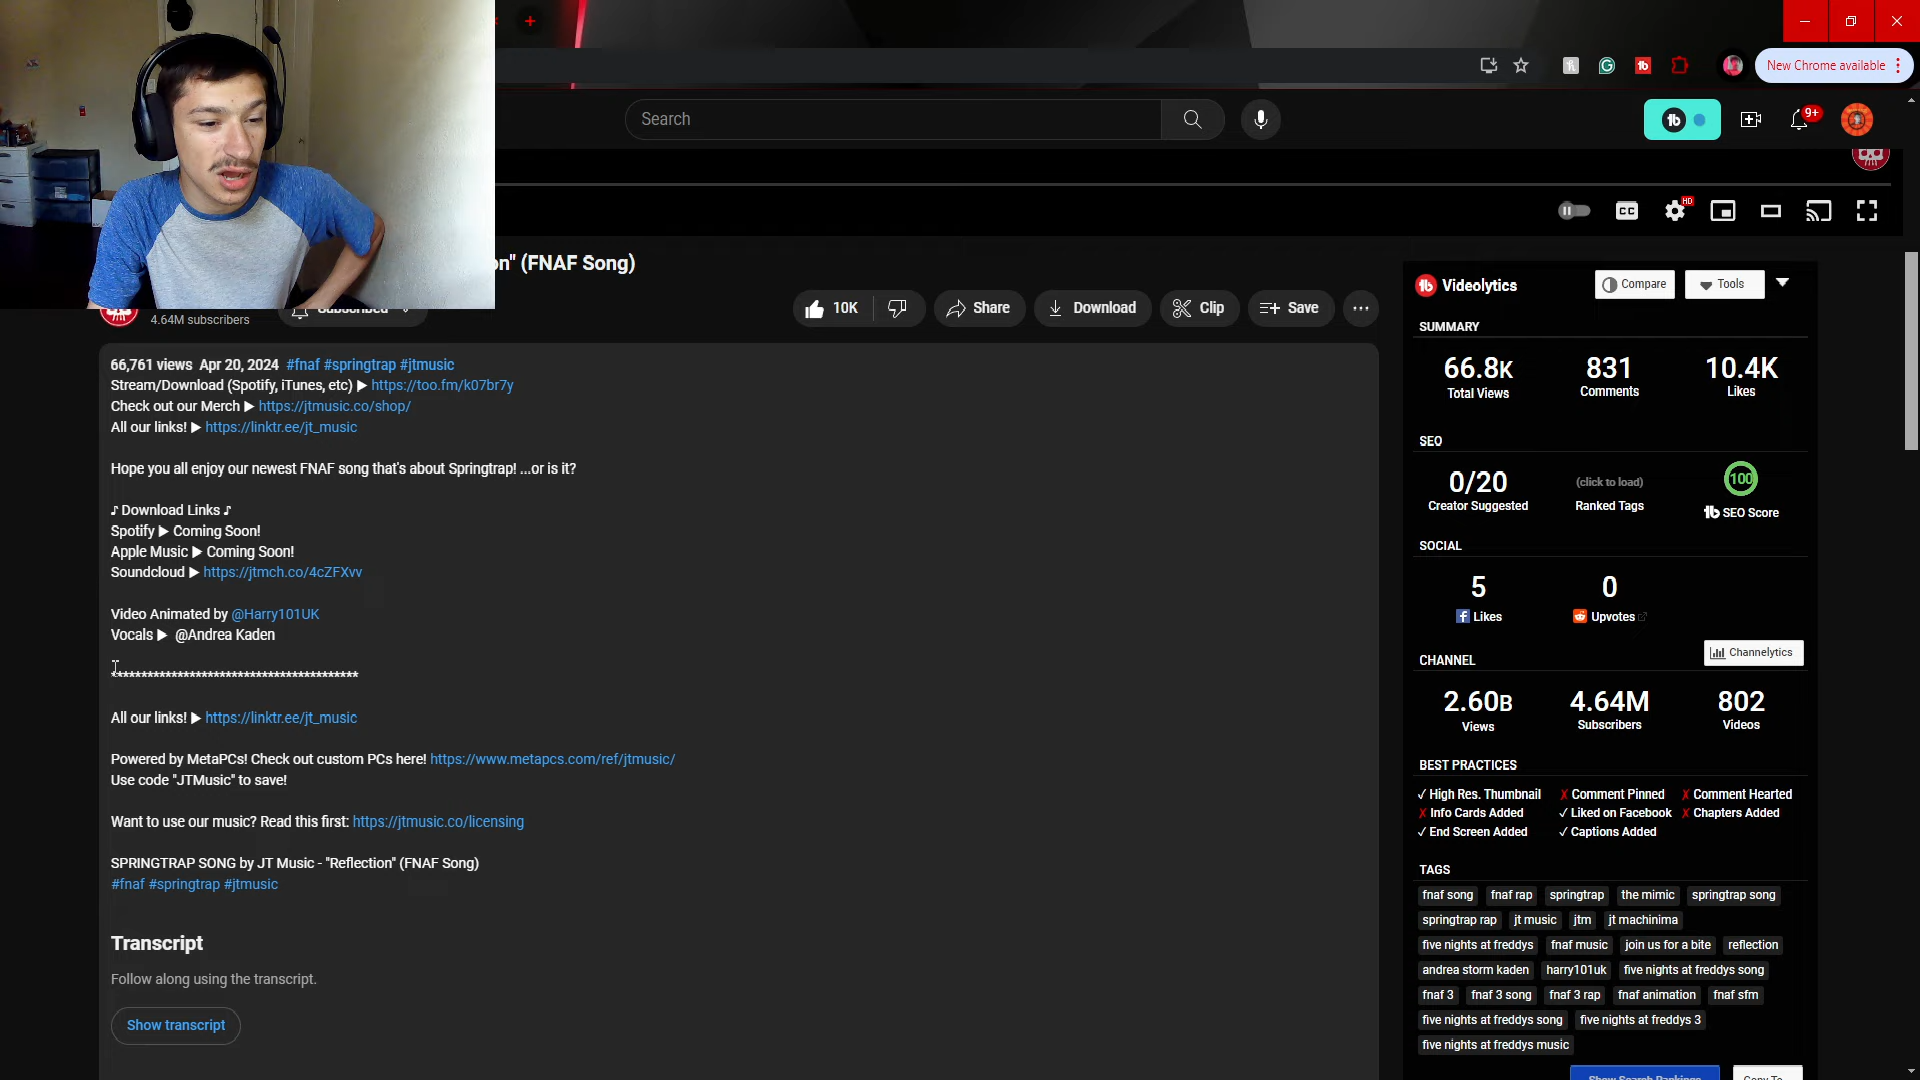 New Chrome available
Search
9+
HD
CC
on" (FNAF Song)
4.64M subscribers
Subscribed
10K
Share
Download
Clip
Save
66,761 views Apr 20, 2024 #fnaf #springtrap #jtmusic
Stream/Download (Spotify, iTunes, etc) ▶ https://too.fm/k07br7y
Check out our Merch ▶ https://jtmusic.co/shop/
All our links! ▶ https://linktr.ee/jt_music
Hope you all enjoy our newest FNAF song that's about Springtrap! ...or is it?
♪ Download Links ♪
Spotify ▶ Coming Soon!
Apple Music ▶ Coming Soon!
Soundcloud ▶ https://jtmch.co/4cZFXvv
Video Animated by @Harry101UK
Vocals ▶ @Andrea Kaden
******************************************
All our links! ▶ https://linktr.ee/jt_music
Powered by MetaPCs! Check out custom PCs here! https://www.metapcs.com/ref/jtmusic/
Use code "JTMusic" to save!
Want to use our music? Read this first: https://jtmusic.co/licensing
SPRINGTRAP SONG by JT Music - "Reflection" (FNAF Song)
#fnaf #springtrap #jtmusic
Transcript
Follow along using the transcript.
Show transcript
Videolytics
Compare
Tools
SUMMARY
66.8K 831 10.4K
Total Views Comments Likes
SEO
0/20 (click to load) 100
Creator Suggested Ranked Tags SEO Score
SOCIAL
5 0
Likes Upvotes
CHANNEL
Channelytics
2.60B 4.64M 802
Views Subscribers Videos
BEST PRACTICES
✓ High Res. Thumbnail ✗ Comment Pinned ✗ Comment Hearted
✗ Info Cards Added ✓ Liked on Facebook ✗ Chapters Added
✓ End Screen Added ✓ Captions Added
TAGS
fnaf song fnaf rap springtrap the mimic springtrap song
springtrap rap jt music jtm jt machinima
five nights at freddys fnaf music join us for a bite reflection
andrea storm kaden harry101uk five nights at freddys song
fnaf 3 fnaf 3 song fnaf 3 rap fnaf animation fnaf sfm
five nights at freddys song five nights at freddys 3
five nights at freddys music
Show Search Rankings Copy To